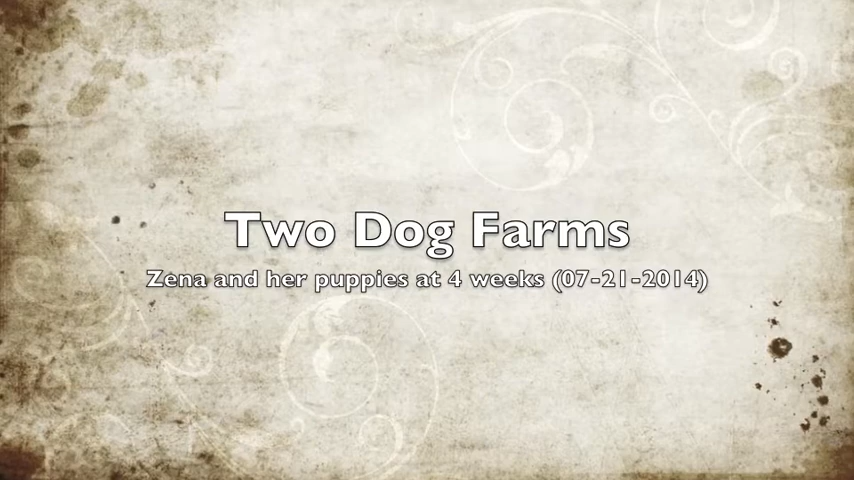 Two Dog Farms
Zena and her puppies at 4 weeks (07-21-2014)